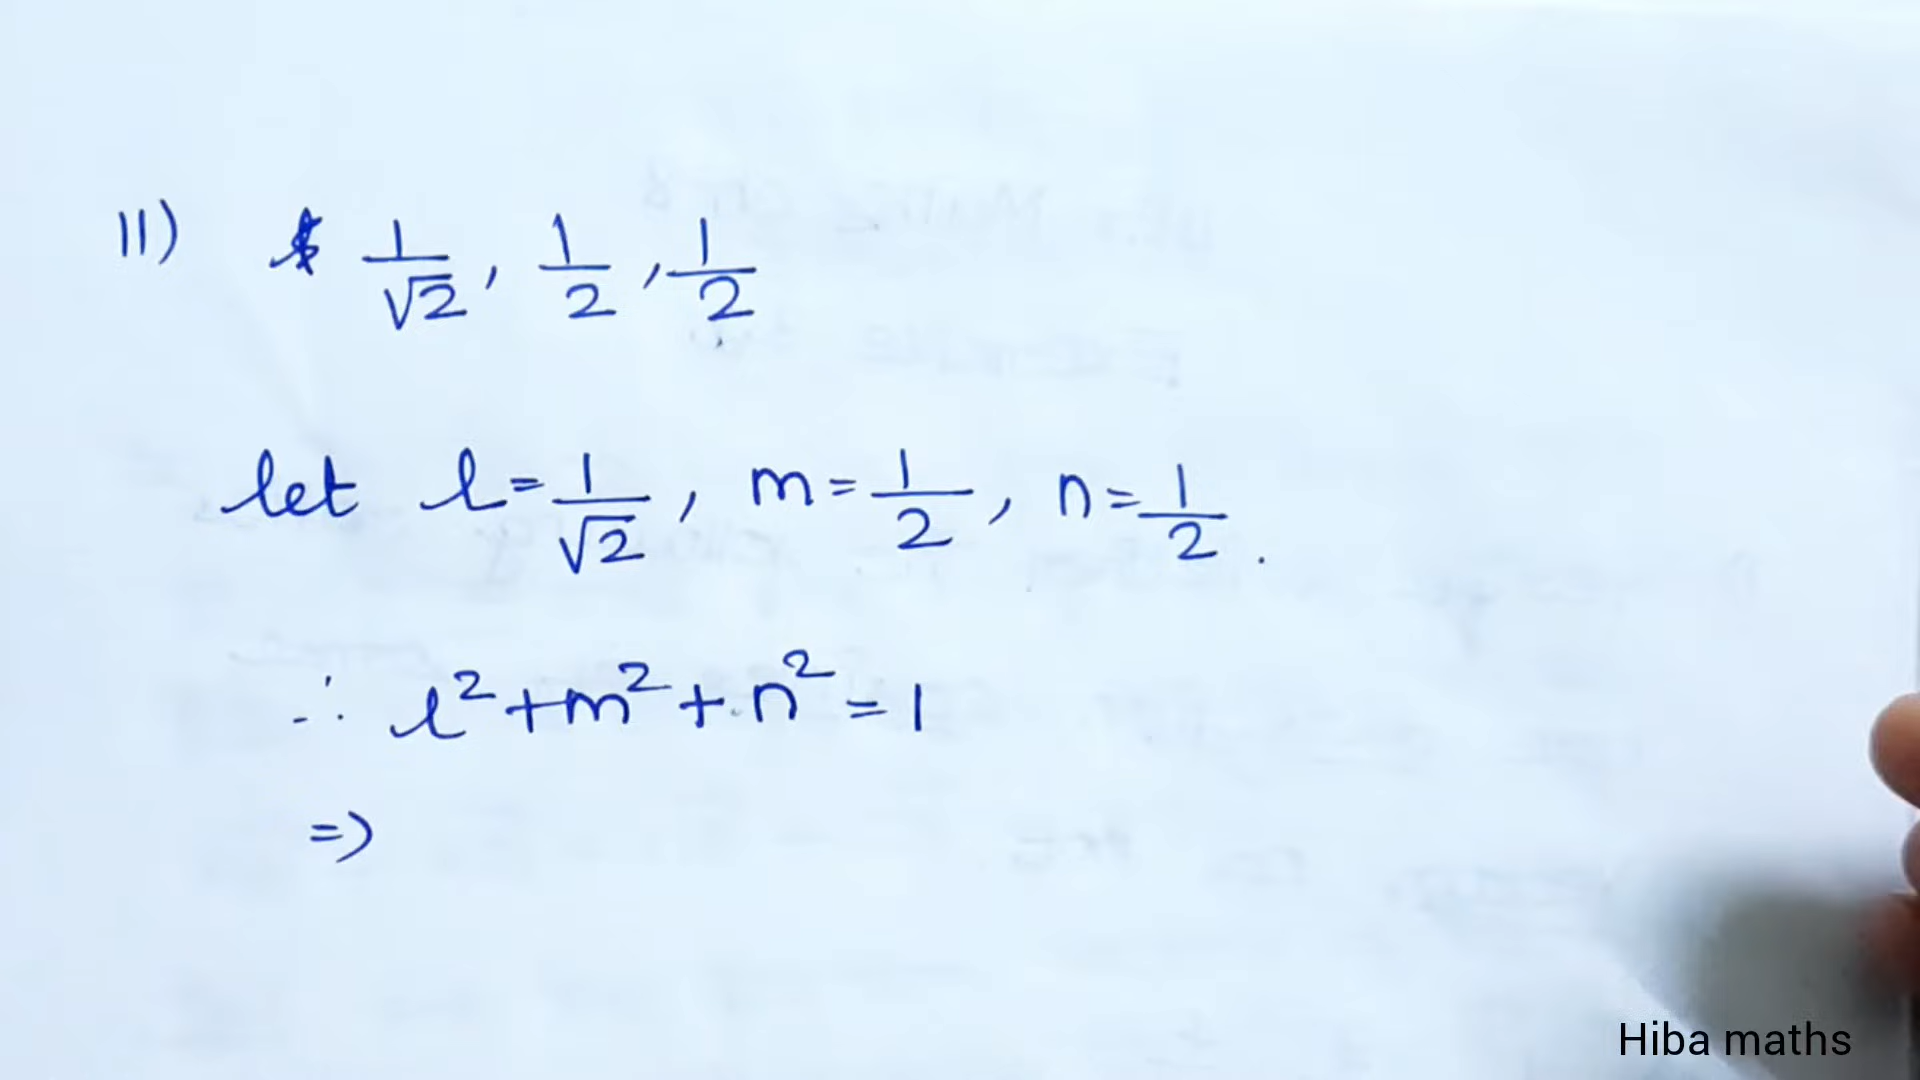 11) 1/√2, 1/2, 1/2
let l = 1/√2, m = 1/2, n = 1/2.
∴ l² + m² + n² = 1
=>
Hiba maths